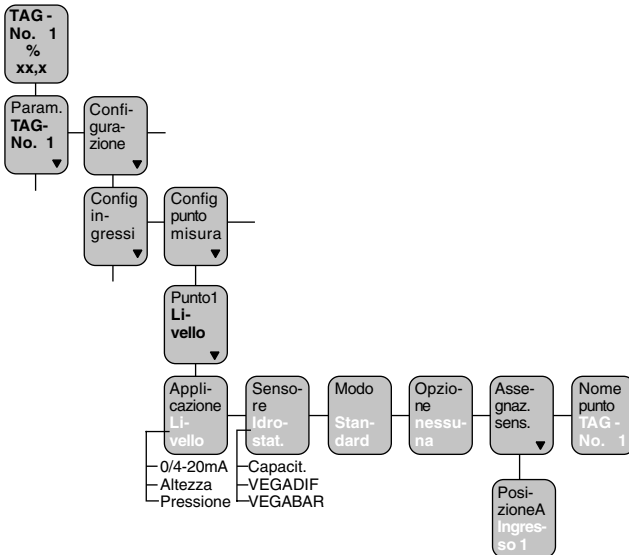 TAG -
No. 1
%
xx,x
Param.
TAG-
No. 1
Confi-
gura-
zione
Config
in-
gressi
Config
punto
misura
Punto1
Li-
vello
Appli-
cazione
Li-
vello
Senso-
re
Idro-
stat.
Modo
Stan-
dard
Opzio-
ne
nessu-
na
Asse-
gnaz.
sens.
Nome
punto
TAG -
No. 1
0/4-20mA
Altezza
Pressione
Capacit.
VEGADIF
VEGABAR
Posi-
zioneA
Ingres-
so 1